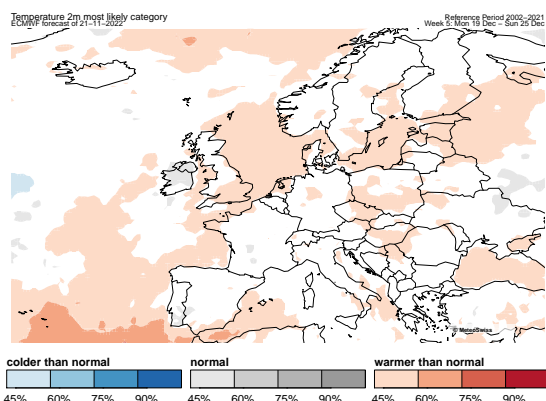 Temperature 2m most likely category
ECMWF forecast of 21-11-2022
Reference Period 2002-2021
Week 5: Mon 19 Dec - Sun 25 Dec
© MeteoSwiss
colder than normal normal warmer than normal
45% 60% 75% 90% 45% 60% 75% 90% 45% 60% 75% 90%